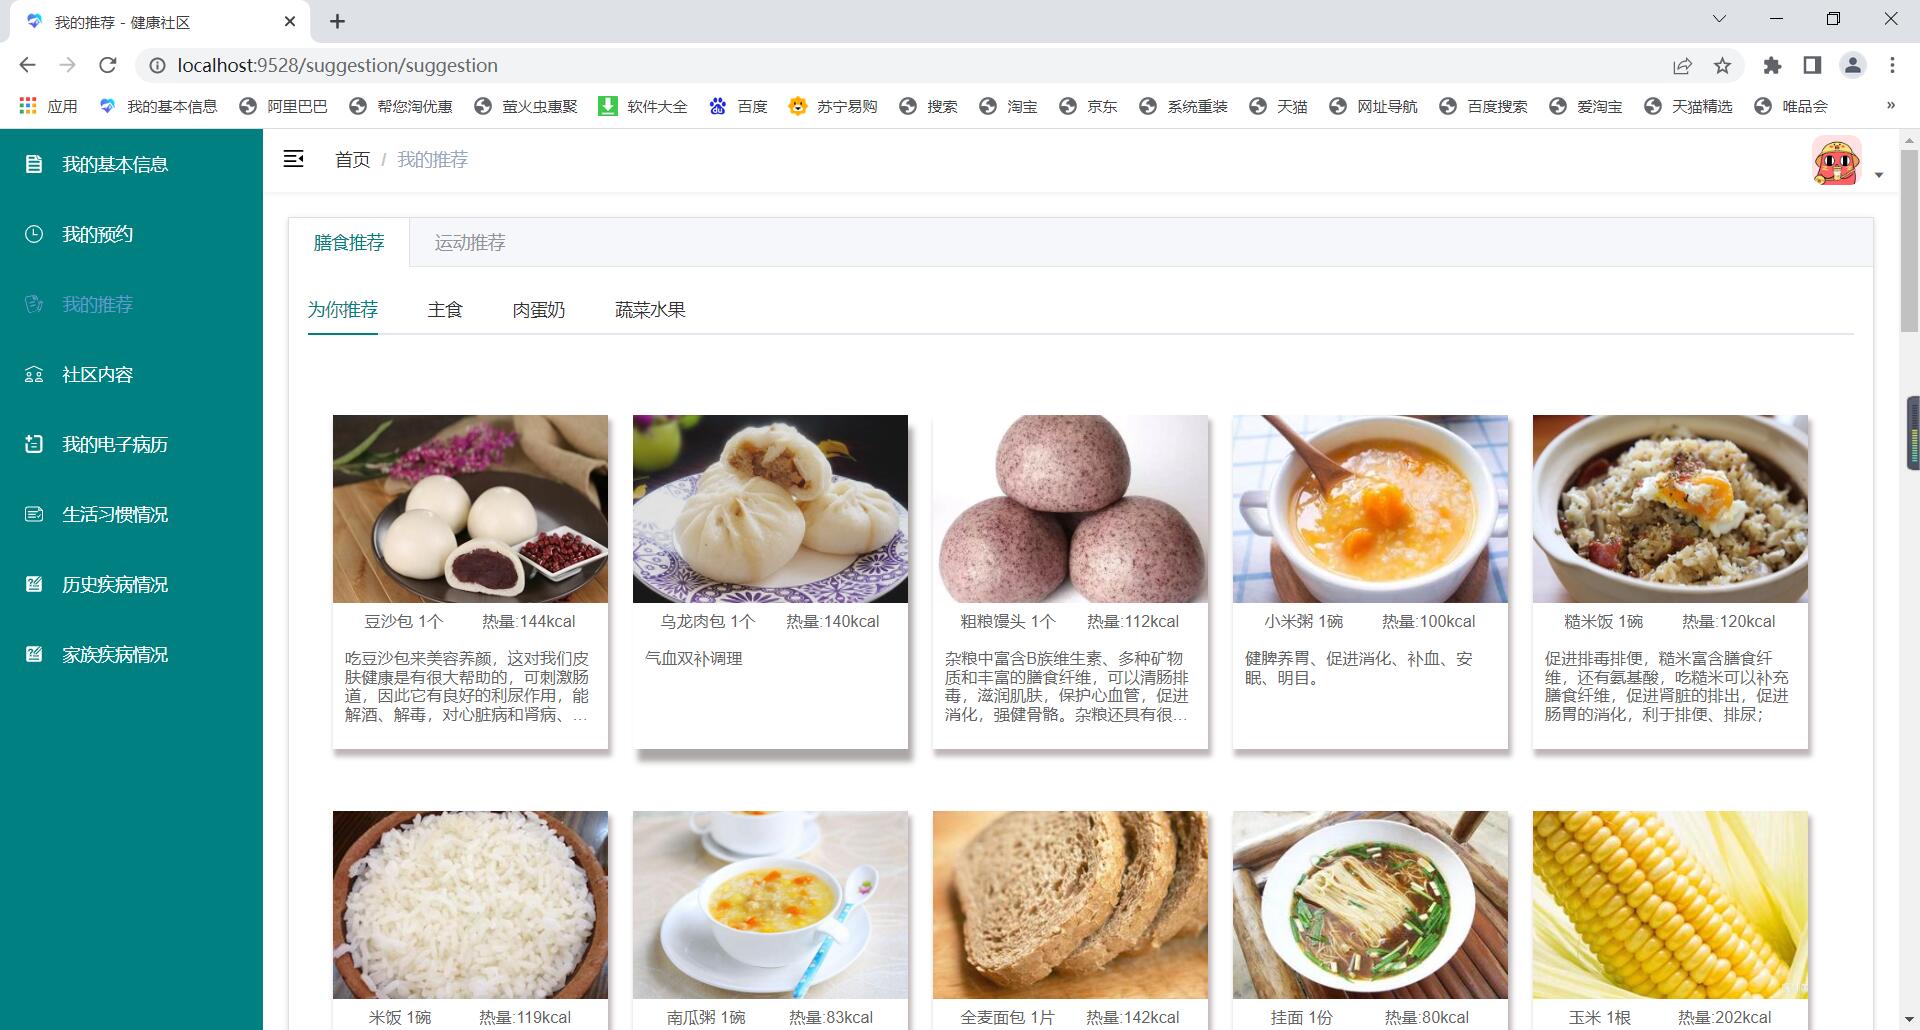 我的推荐 - 健康社区
localhost:9528/suggestion/suggestion
应用 我的基本信息 阿里巴巴 帮您淘优惠 萤火虫惠聚 软件大全 百度 苏宁易购 搜索 淘宝 京东 系统重装 天猫 网址导航 百度搜索 爱淘宝 天猫精选 唯品会 »
我的基本信息
我的预约
我的推荐
社区内容
我的电子病历
生活习惯情况
历史疾病情况
家族疾病情况
首页 / 我的推荐
膳食推荐 运动推荐
为你推荐 主食 肉蛋奶 蔬菜水果
豆沙包 1个 热量:144kcal
吃豆沙包来美容养颜，这对我们皮
肤健康是有很大帮助的，可刺激肠
道，因此它有良好的利尿作用，能
解酒、解毒，对心脏病和肾病、...
乌龙肉包 1个 热量:140kcal
气血双补调理
粗粮馒头 1个 热量:112kcal
杂粮中富含B族维生素、多种矿物
质和丰富的膳食纤维，可以清肠排
毒，滋润肌肤，保护心血管，促进
消化，强健骨骼。杂粮还具有很...
小米粥 1碗 热量:100kcal
健脾养胃、促进消化、补血、安
眠、明目。
糙米饭 1碗 热量:120kcal
促进排毒排便，糙米富含膳食纤
维，还有氨基酸，吃糙米可以补充
膳食纤维，促进肾脏的排出，促进
肠胃的消化，利于排便、排尿；
米饭 1碗 热量:119kcal
南瓜粥 1碗 热量:83kcal
全麦面包 1片 热量:142kcal
挂面 1份 热量:80kcal
玉米 1根 热量:202kcal